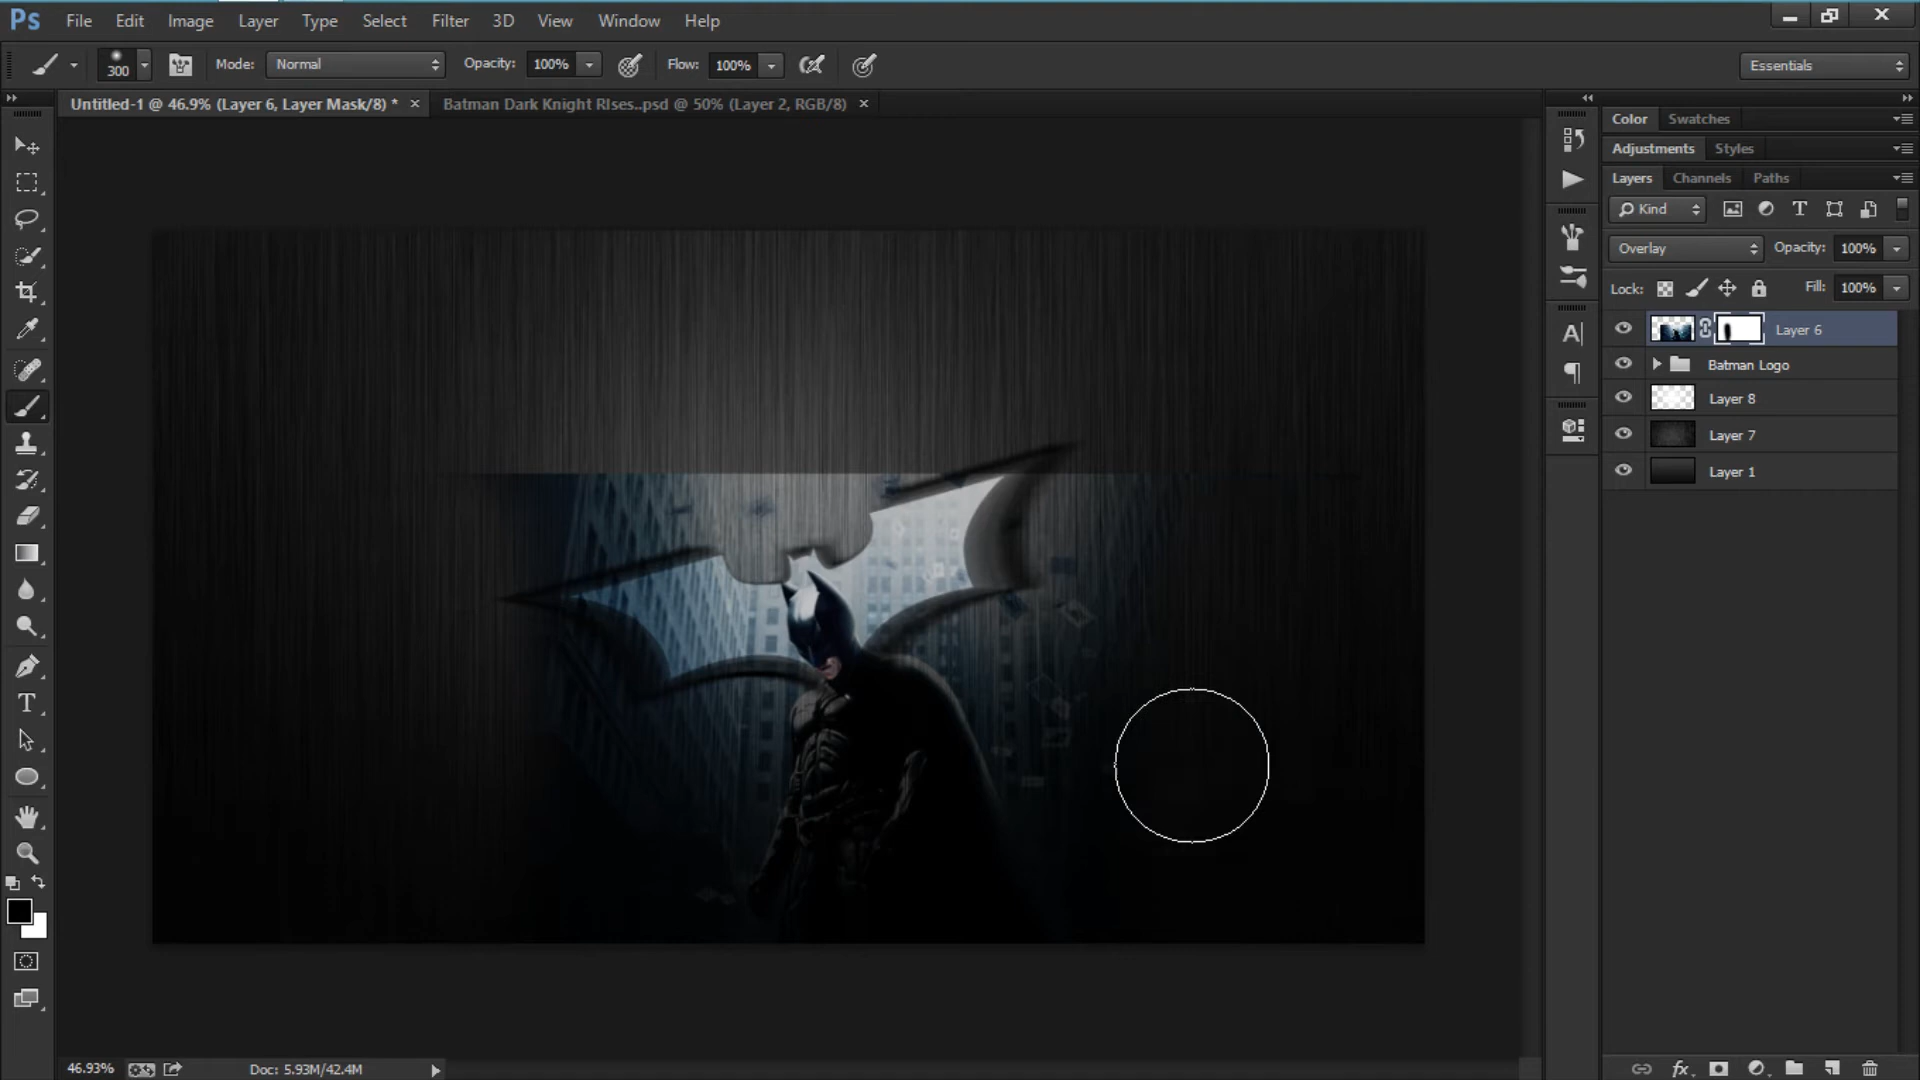 Ps File Edit Image Layer Type Select Filter 3D View Window Help
300 Mode: Normal Opacity: 100% Flow: 100% Essentials
Untitled-1 @ 46.9% (Layer 6, Layer Mask/8) * × Batman Dark Knight RIses..psd @ 50% (Layer 2, RGB/8) ×
Color Swatches
Adjustments Styles
Layers Channels Paths
Kind
Overlay Opacity: 100%
Lock: Fill: 100%
Layer 6
Batman Logo
Layer 8
Layer 7
Layer 1
46.93% Doc: 5.93M/42.4M